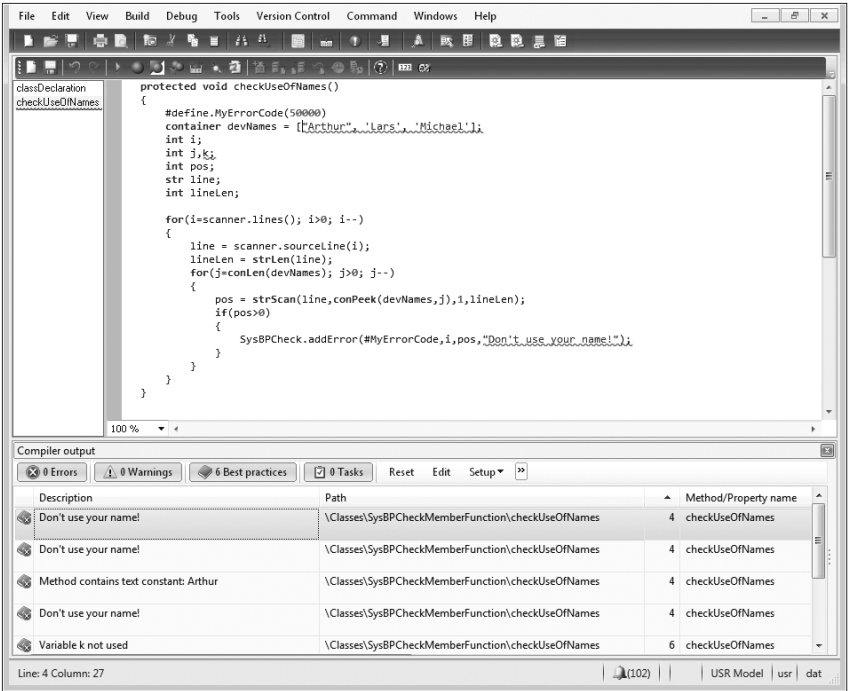 File Edit View Build Debug Tools Version Control Command Windows Help
classDeclaration
checkUseOfNames
protected void checkUseOfNames()
{
#define.MyErrorCode(50000)
container devNames = ["Arthur", 'Lars', 'Michael'];
int i;
int j,k;
int pos;
str line;
int lineLen;
for(i=scanner.lines(); i>0; i--)
{
line = scanner.sourceLine(i);
lineLen = strLen(line);
for(j=conLen(devNames); j>0; j--)
{
pos = strScan(line,conPeek(devNames,j),1,lineLen);
if(pos>0)
{
SysBPCheck.addError(#MyErrorCode,i,pos,"Don't use your name!");
}
}
}
}
100 %
Compiler output
0 Errors 0 Warnings 6 Best practices 0 Tasks Reset Edit Setup »
Description Path Method/Property name
Don't use your name! \Classes\SysBPCheckMemberFunction\checkUseOfNames 4 checkUseOfNames
Don't use your name! \Classes\SysBPCheckMemberFunction\checkUseOfNames 4 checkUseOfNames
Method contains text constant: Arthur \Classes\SysBPCheckMemberFunction\checkUseOfNames 4 checkUseOfNames
Don't use your name! \Classes\SysBPCheckMemberFunction\checkUseOfNames 4 checkUseOfNames
Variable k not used \Classes\SysBPCheckMemberFunction\checkUseOfNames 6 checkUseOfNames
Line: 4 Column: 27 (102) USR Model usr dat